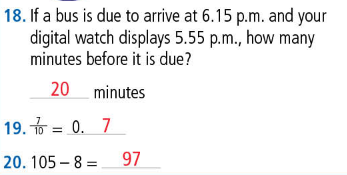 18. If a bus is due to arrive at 6.15 p.m. and your
digital watch displays 5.55 p.m., how many
minutes before it is due?
20 minutes
19. 7/10 = 0. 7
20. 105 – 8 = 97